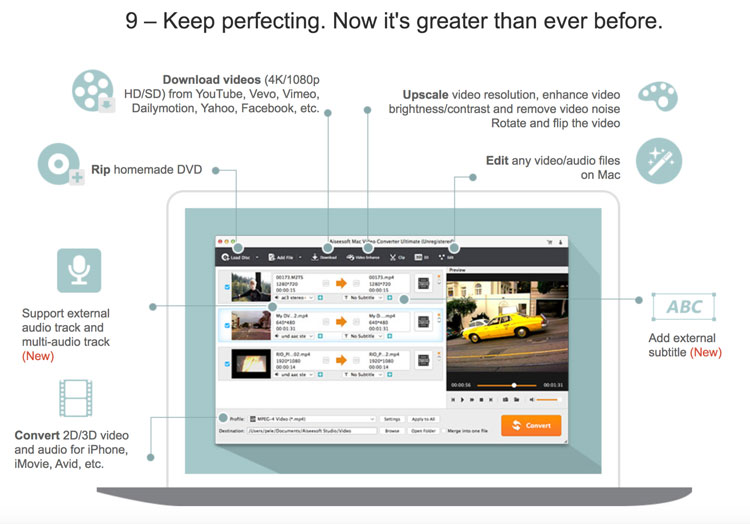 9 – Keep perfecting. Now it's greater than ever before.
Download videos (4K/1080p
HD/SD) from YouTube, Vevo, Vimeo,
Dailymotion, Yahoo, Facebook, etc.
Upscale video resolution, enhance video
brightness/contrast and remove video noise
Rotate and flip the video
Rip homemade DVD
Edit any video/audio files
on Mac
Aiseesoft Mac Video Converter Ultimate (Unregistered)
Load Disc
Add File
Download
Video Enhance
Clip
3D
Edit
Preview
00173.M2TS
1280*720
00:00:15
00173.mp4
1280*720
00:00:15
ac3 stereo
No Subtitle
My DV...2.mp4
640*480
00:01:31
My D...0.mp4
640*480
00:01:31
und aac ste
No Subtitle
RIO_Fi...02.mp4
1920*1080
00:00:14
RIO_F....mp4
1920*1080
00:00:14
und aac ste
No Subtitle
00:00:56
00:01:31
Profile:
MPEG-4 Video (*.mp4)
Settings
Apply to All
Destination:
/Users/pele/Documents/Aiseesoft Studio/Video
Browse
Open Folder
Merge into one file
Convert
Support external
audio track and
multi-audio track
(New)
Convert 2D/3D video
and audio for iPhone,
iMovie, Avid, etc.
ABC
Add external
subtitle (New)